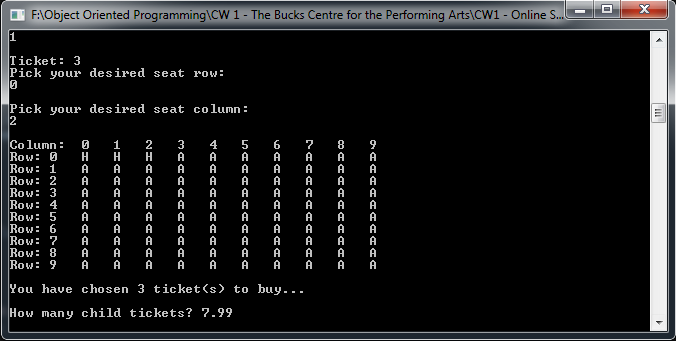 F:\Object Oriented Programming\CW 1 - The Bucks Centre for the Performing Arts\CW1 - Online S...
1
Ticket: 3
Pick your desired seat row:
0
Pick your desired seat column:
2
Column: 0 1 2 3 4 5 6 7 8 9
Row: 0 H H H A A A A A A A
Row: 1 A A A A A A A A A A
Row: 2 A A A A A A A A A A
Row: 3 A A A A A A A A A A
Row: 4 A A A A A A A A A A
Row: 5 A A A A A A A A A A
Row: 6 A A A A A A A A A A
Row: 7 A A A A A A A A A A
Row: 8 A A A A A A A A A A
Row: 9 A A A A A A A A A A
You have chosen 3 ticket(s) to buy...
How many child tickets? 7.99